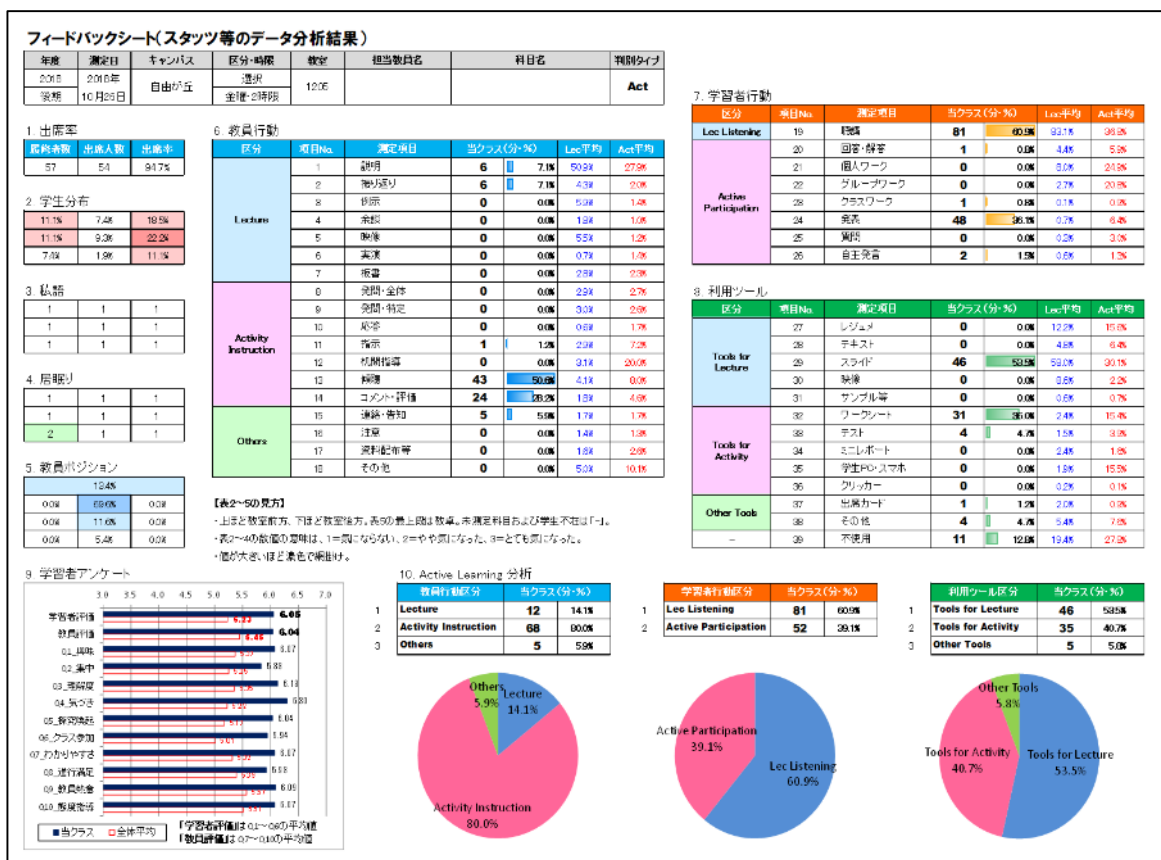 フィードバックシート(スタッツ等のデータ分析結果)
年度 測定日 キャンパス 区分・時限 教室 担当教員名 科目名 判別タイプ
2018 2018年 自由が丘 選択 1205 Act
後期 10月26日 金曜・2時限
1. 出席率
履修者数 出席人数 出席率
57 54 94.7%
2. 学生分布
11.1% 7.4% 18.5%
11.1% 9.3% 22.2%
7.4% 1.9% 11.1%
3. 私語
1 1 1
1 1 1
1 1 1
4. 居眠り
1 1 1
1 1 1
2 1 1
5. 教員ポジション
13.4%
0.0% 69.6% 0.0%
0.0% 11.6% 0.0%
0.0% 5.4% 0.0%
6. 教員行動
区分 項目No. 測定項目 当クラス(分・%) Lec平均 Act平均
Lecture
1 説明 6 7.1% 50.9% 27.9%
2 振り返り 6 7.1% 4.3% 2.0%
3 例示 0 0.0% 5.9% 1.4%
4 余談 0 0.0% 1.8% 1.0%
5 映像 0 0.0% 5.5% 1.2%
6 実演 0 0.0% 0.7% 1.4%
7 板書 0 0.0% 2.8% 2.3%
Activity Instruction
8 発問・全体 0 0.0% 2.9% 2.7%
9 発問・特定 0 0.0% 3.0% 2.6%
10 応答 0 0.0% 0.6% 1.7%
11 指示 1 1.2% 2.9% 7.2%
12 机間指導 0 0.0% 3.1% 20.0%
13 傾聴 43 50.6% 4.1% 8.0%
14 コメント・評価 24 28.2% 1.8% 4.6%
Others
15 連絡・告知 5 5.9% 1.7% 1.7%
16 注意 0 0.0% 1.4% 1.3%
17 資料配布等 0 0.0% 1.6% 2.6%
18 その他 0 0.0% 5.0% 10.1%
【表2～5の見方】
・上ほど教室前方、下ほど教室後方。表5の最上段は教卓。未測定科目および学生不在は「-」。
・表2～4の数値の意味は、1=気にならない、2=やや気になった、3=とても気になった。
・値が大きいほど濃色で網掛け。
7. 学習者行動
区分 項目No. 測定項目 当クラス(分・%) Lec平均 Act平均
Lec Listening 19 聴講 81 60.9% 83.1% 36.8%
Active Participation
20 回答・解答 1 0.8% 4.4% 5.9%
21 個人ワーク 0 0.0% 8.0% 24.9%
22 グループワーク 0 0.0% 2.7% 20.8%
23 クラスワーク 1 0.8% 0.1% 0.9%
24 発表 48 36.1% 0.7% 6.4%
25 質問 0 0.0% 0.2% 3.0%
26 自主発言 2 1.5% 0.6% 1.3%
8. 利用ツール
区分 項目No. 測定項目 当クラス(分・%) Lec平均 Act平均
Tools for Lecture
27 レジュメ 0 0.0% 12.2% 15.6%
28 テキスト 0 0.0% 4.8% 6.4%
29 スライド 46 53.5% 59.0% 30.1%
30 映像 0 0.0% 8.6% 2.2%
31 サンプル等 0 0.0% 0.6% 0.7%
Tools for Activity
32 ワークシート 31 36.0% 2.4% 15.4%
33 テスト 4 4.7% 1.5% 3.9%
34 ミニレポート 0 0.0% 2.4% 1.6%
35 学生PC・スマホ 0 0.0% 1.9% 15.5%
36 クリッカー 0 0.0% 0.2% 0.1%
Other Tools
37 出席カード 1 1.2% 2.0% 0.9%
38 その他 4 4.7% 5.4% 7.8%
- 39 不使用 11 12.8% 19.4% 27.2%
9. 学習者アンケート
3.0 4.0 5.0 6.0 7.0
学習者評価 6.05
教員評価 6.04
Q1_興味 6.07
Q2_集中 5.83
Q3_理解度 6.13
Q4_気づき
Q5_探究喚起 6.04
Q6_クラス参加 5.94
Q7_わかりやすさ 6.07
Q8_進行満足 5.98
Q9_教員熱意 6.09
Q10_態度指導 6.07
当クラス 全体平均
「学習者評価」はQ1～Q6の平均値
「教員評価」はQ7～Q10の平均値
10. Active Learning 分析
教員行動区分 当クラス(分・%)
1 Lecture 12 14.1%
2 Activity Instruction 68 80.0%
3 Others 5 5.9%
学習者行動区分 当クラス(分・%)
1 Lec Listening 81 60.9%
2 Active Participation 52 39.1%
利用ツール区分 当クラス(分・%)
1 Tools for Lecture 46 53.5%
2 Tools for Activity 35 40.7%
3 Other Tools 5 5.8%
Others
5.9%
Lecture
14.1%
Activity Instruction
80.0%
Active Participation
39.1%
Lec Listening
60.9%
Other Tools
5.8%
Tools for Activity
40.7%
Tools for Lecture
53.5%